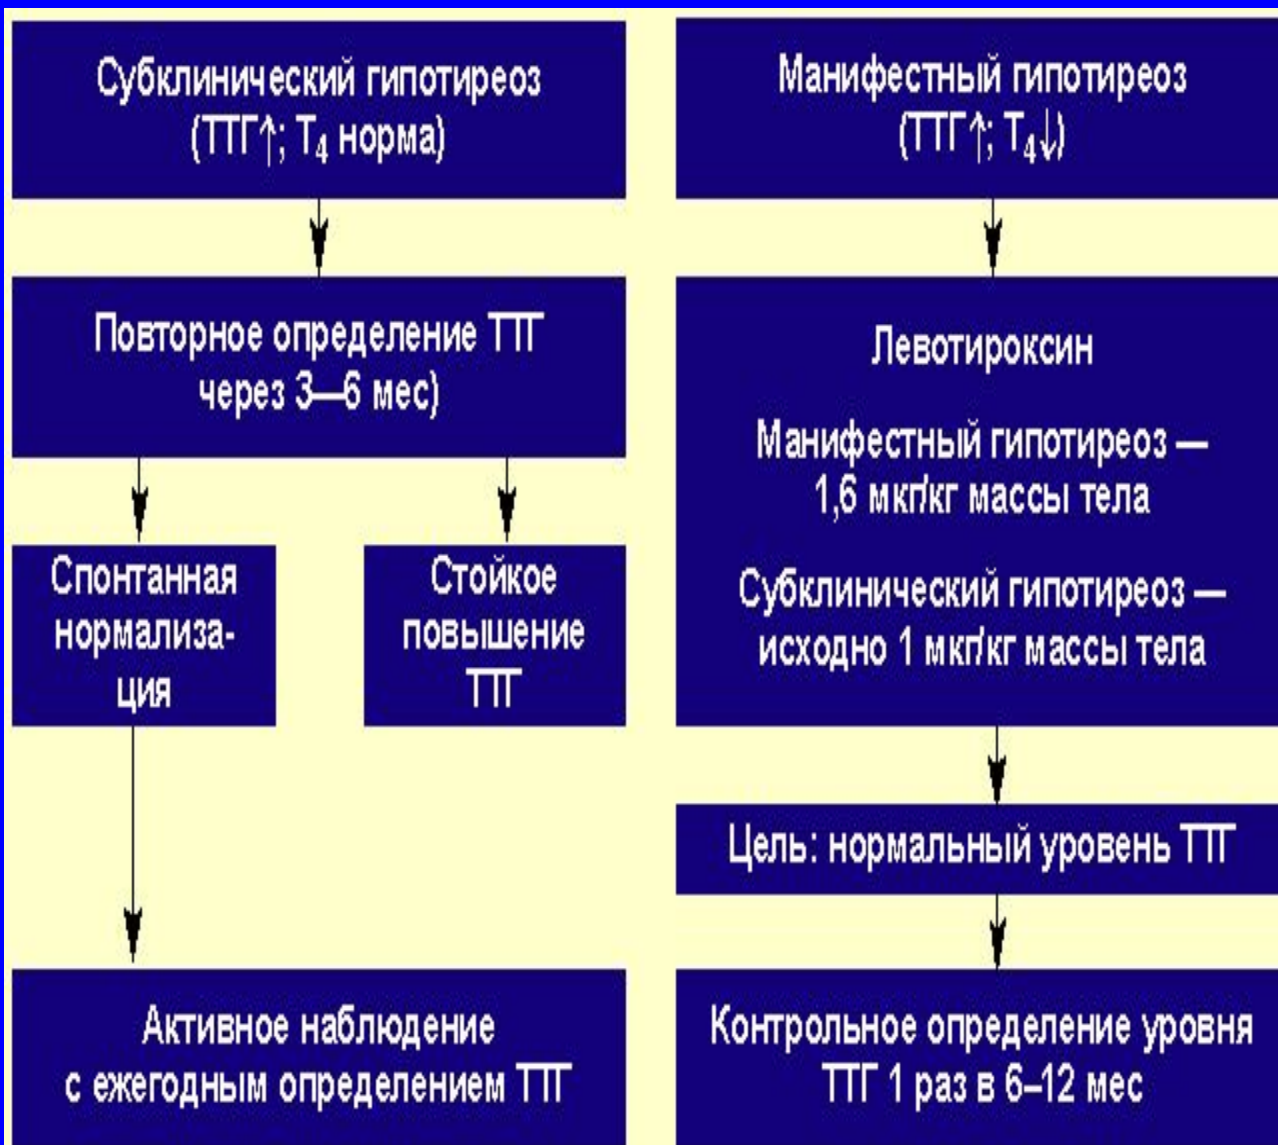 Субклинический гипотиреоз
(ТТГ↑; Т₄ норма)
Повторное определение ТТГ
через 3—6 мес)
Спонтанная
нормализа-
ция
Стойкое
повышение
ТТГ
Активное наблюдение
с ежегодным определением ТТГ
Манифестный гипотиреоз
(ТТГ↑; Т₄↓)
Левотироксин
Манифестный гипотиреоз —
1,6 мкг/кг массы тела
Субклинический гипотиреоз —
исходно 1 мкг/кг массы тела
Цель: нормальный уровень ТТГ
Контрольное определение уровня
ТТГ 1 раз в 6–12 мес